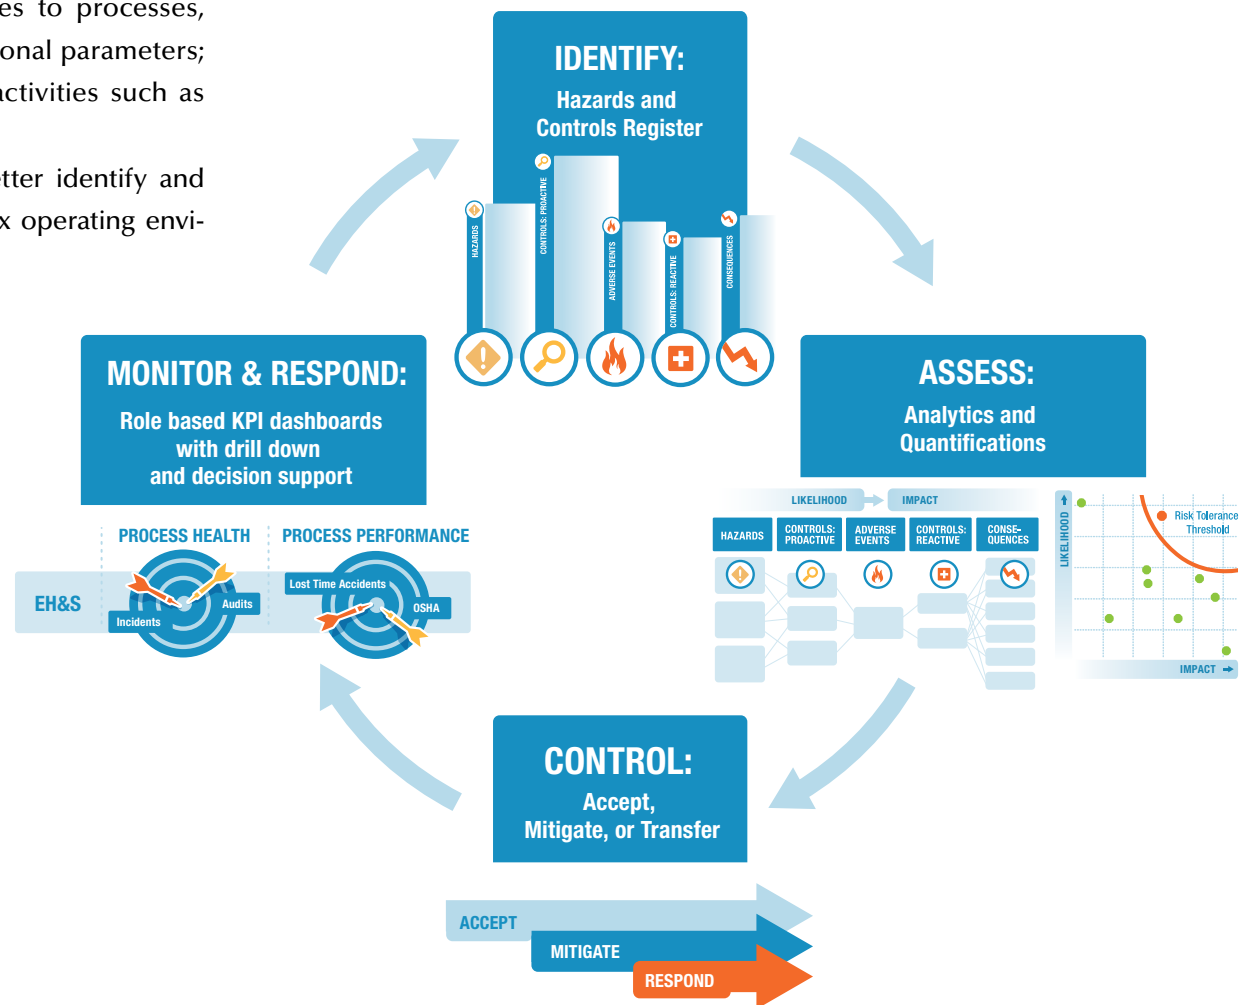 es to processes,
onal parameters;
activities such as
etter identify and
x operating envi-
IDENTIFY:
Hazards and
Controls Register
HAZARDS
CONTROLS: PROACTIVE
ADVERSE EVENTS
CONTROLS: REACTIVE
CONSEQUENCES
MONITOR & RESPOND:
Role based KPI dashboards
with drill down
and decision support
PROCESS HEALTH
PROCESS PERFORMANCE
EH&S
Incidents
Audits
Lost Time Accidents
OSHA
ASSESS:
Analytics and
Quantifications
LIKELIHOOD
IMPACT
HAZARDS
CONTROLS:
PROACTIVE
ADVERSE
EVENTS
CONTROLS:
REACTIVE
CONSE-
QUENCES
LIKELIHOOD
Risk Tolerance
Threshold
IMPACT
CONTROL:
Accept,
Mitigate, or Transfer
ACCEPT
MITIGATE
RESPOND